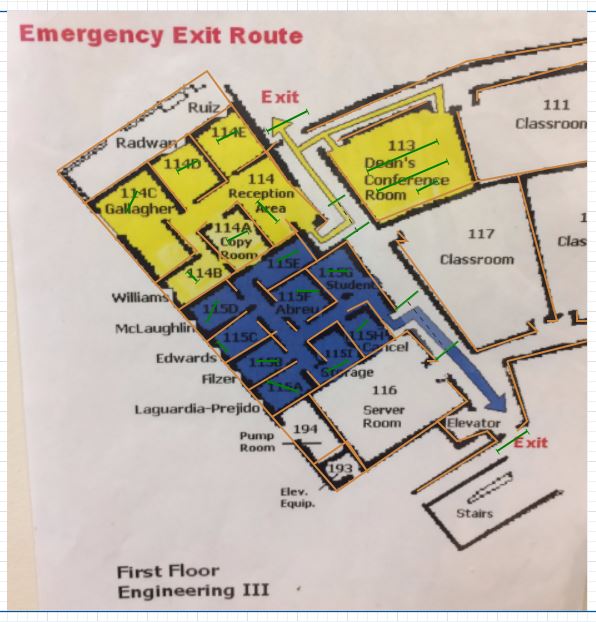 Emergency Exit Route
Exit
Ruiz
Radwan
114E
114D
114C
Gallagher
114
Reception
Area
114A
Copy
Room
114B
113
Dean's
Conference
Room
111
Classroom
117
Classroom
1
Clas
115E
115G
Student
115F
Abreu
115D
115C
115B
115A
115H
Cancel
115I
Storage
Williams
McLaughlin
Edwards
Filzer
Laguardia-Prejido
116
Server
Room
194
Pump
Room
193
Elev.
Equip.
Elevator
Exit
Stairs
First Floor
Engineering III